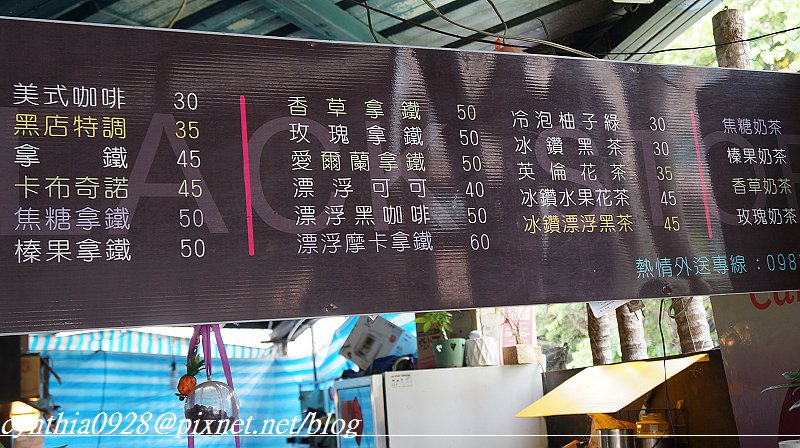 美式咖啡 30
黑店特調 35
拿鐵 45
卡布奇諾 45
焦糖拿鐵 50
榛果拿鐵 50
香草拿鐵 50
玫瑰拿鐵 50
愛爾蘭拿鐵 50
漂浮可可 40
漂浮黑咖啡 50
漂浮摩卡拿鐵 60
冷泡柚子綠 30
冰鑽黑茶 30
英倫花茶 35
冰鑽水果花茶 45
冰鑽漂浮黑茶 45
焦糖奶茶
榛果奶茶
香草奶茶
玫瑰奶茶
熱情外送專線：098
cynthia0928@pixnet.net/blog